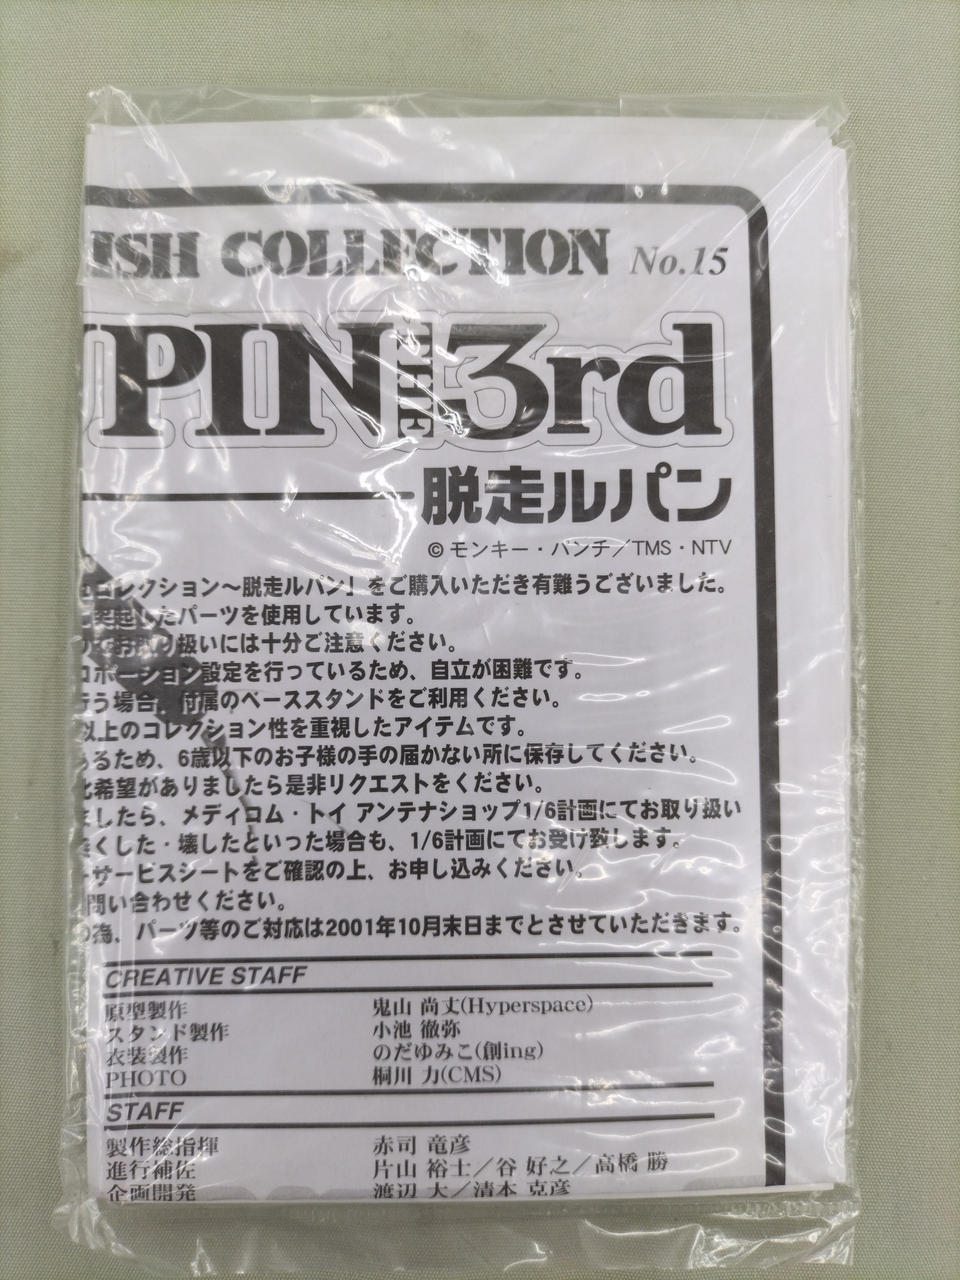 ISH COLLECTION No.15
PIN THE 3rd
脱走ルパン
© モンキー・パンチ／TMS・NTV
コレクション～脱走ルパン」をご購入いただき有難うございました。
突起したパーツを使用しています。
お取り扱いには十分ご注意ください。
ロポーション設定を行っているため、自立が困難です。
行う場合、付属のベーススタンドをご利用ください。
以上のコレクション性を重視したアイテムです。
るため、6歳以下のお子様の手の届かない所に保存してください。
希望がありましたら是非リクエストをください。
ましたら、メディコム・トイ アンテナショップ1/6計画にてお取り扱い
くした・壊したといった場合も、1/6計画にてお受け致します。
ーサービスシートをご確認の上、お申し込みください。
問い合わせください。
為、パーツ等のご対応は2001年10月末日までとさせていただきます。
CREATIVE STAFF
原型製作 鬼山 尚丈(Hyperspace)
スタンド製作 小池 徹弥
衣装製作 のだゆみこ(創ing)
PHOTO 桐川 力(CMS)
STAFF
製作総指揮 赤司 竜彦
進行補佐 片山 裕士／谷 好之／高橋 勝
企画開発 渡辺 大／清本 克彦